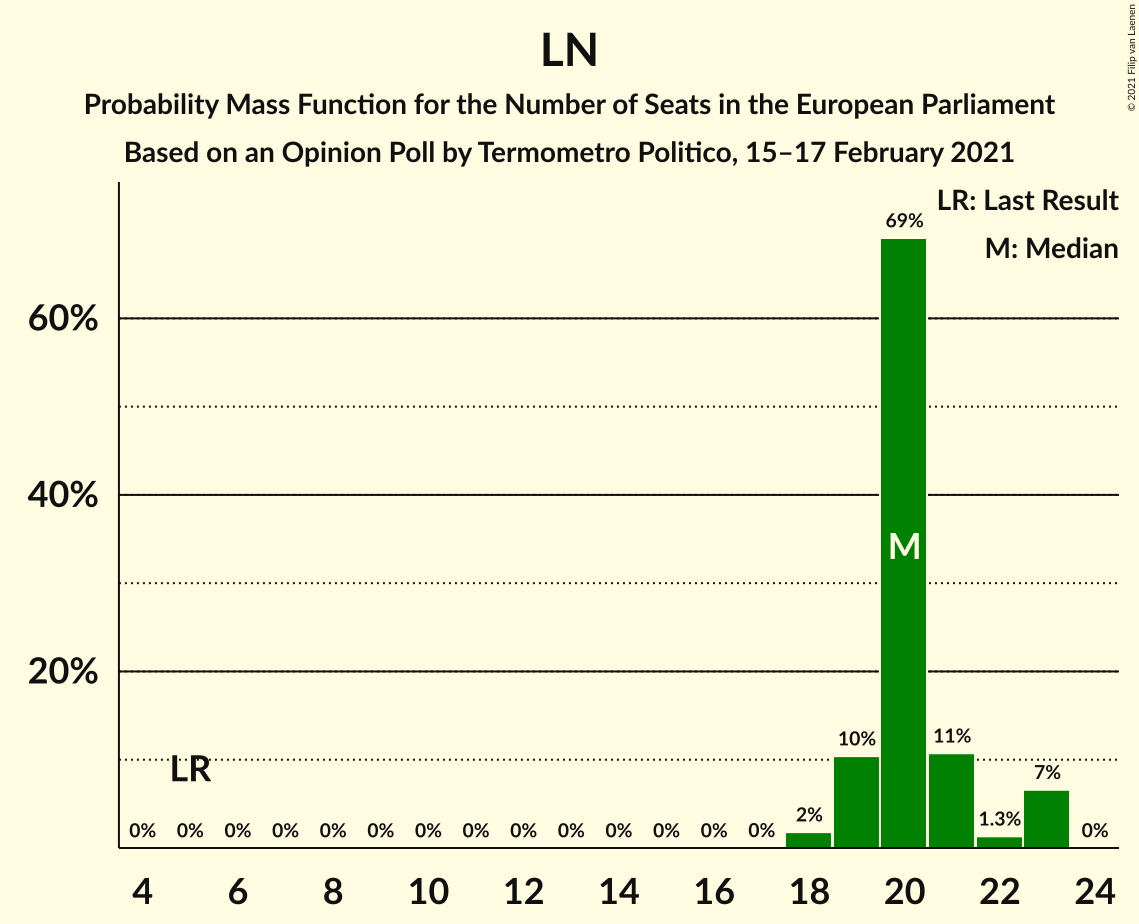 LN
Probability Mass Function for the Number of Seats in the European Parliament
Based on an Opinion Poll by Termometro Politico, 15–17 February 2021
© 2021 Filip van Laenen
LR: Last Result
M: Median
69%
60%
40%
M
20%
10%
11%
LR
7%
2%
1.3%
0% 0% 0% 0% 0% 0% 0% 0% 0% 0% 0% 0% 0% 0% 0%
4 6 8 10 12 14 16 18 20 22 24